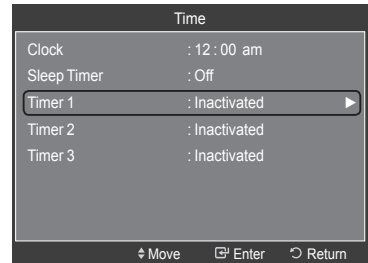 Time
Clock : 12 : 00 am
Sleep Timer : Off
Timer 1 : Inactivated
Timer 2 : Inactivated
Timer 3 : Inactivated
Move Enter Return